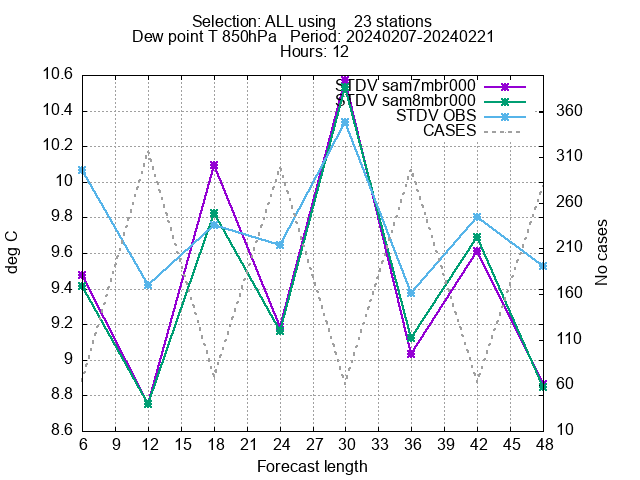 Selection: ALL using 23 stations
Dew point T 850hPa Period: 20240207-20240221
Hours: 12
STDV sam7mbr000
STDV sam8mbr000
STDV OBS
CASES
10.6
10.4
10.2
10
9.8
9.6
9.4
9.2
9
8.8
8.6
deg C
360
310
260
210
160
110
60
10
No cases
6 9 12 15 18 21 24 27 30 33 36 39 42 45 48
Forecast length